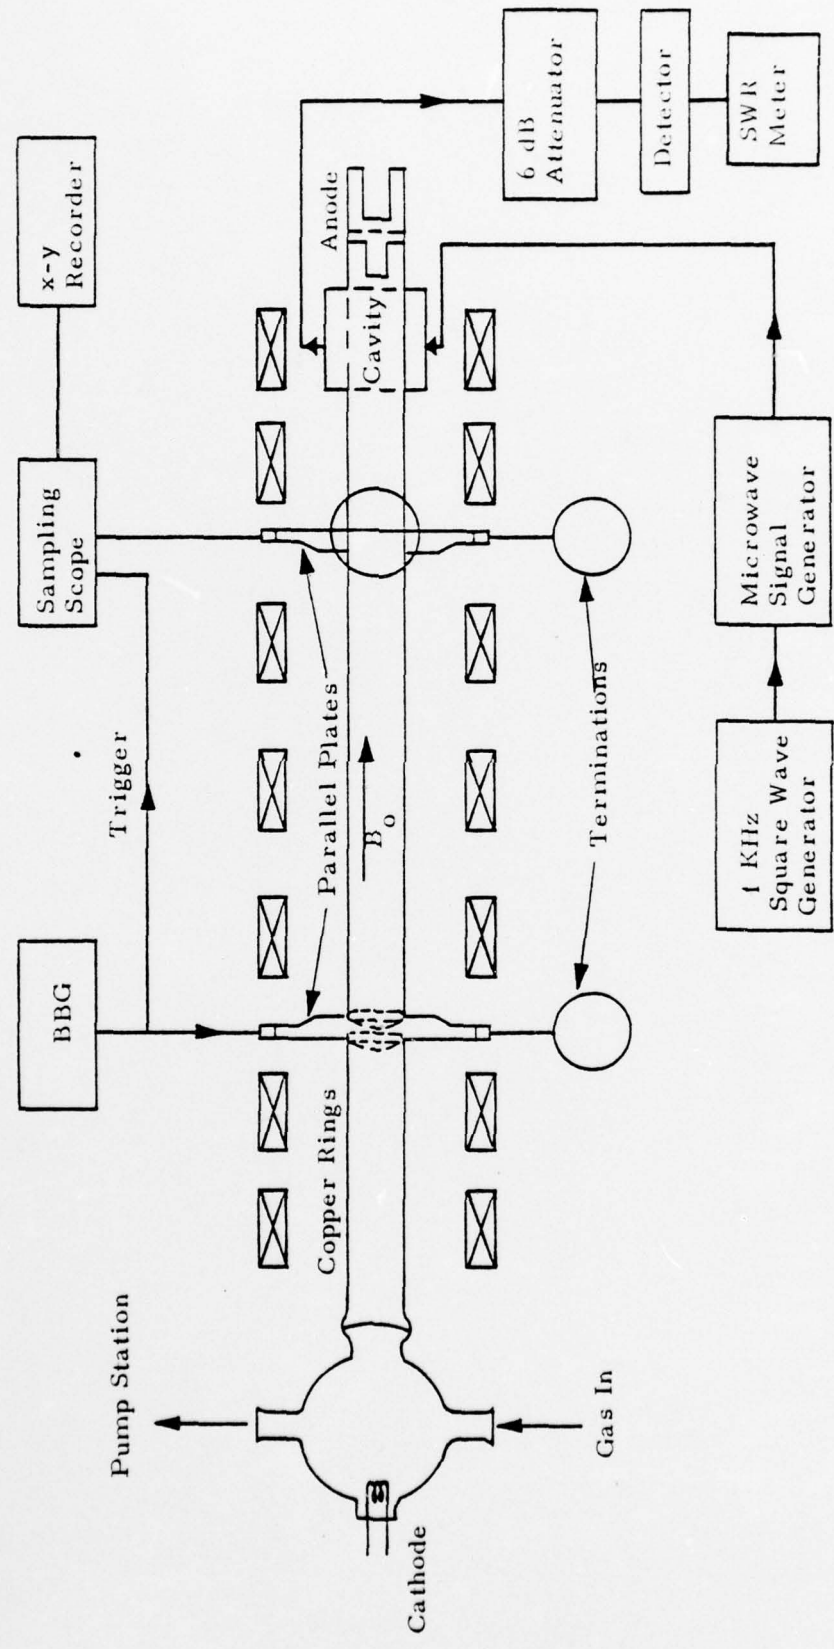 x-y
Recorder
Sampling
Scope
Trigger
BBG
6 dB
Attenuator
Detector
SWR
Meter
Anode
Cavity
Parallel Plates
B o
Copper Rings
Terminations
Microwave
Signal
Generator
1 KHz
Square Wave
Generator
Pump Station
Gas In
Cathode